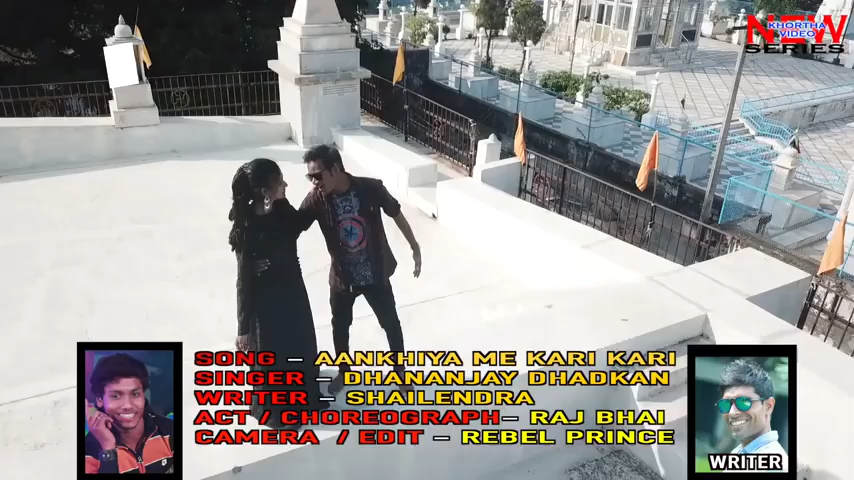 NEW
KHORTHA
VIDEO
SERIES
SONG – AANKHIYA ME KARI KARI
SINGER – DHANANJAY DHADKAN
WRITER – SHAILENDRA
ACT / CHOREOGRAPH– RAJ BHAI
CAMERA / EDIT – REBEL PRINCE
WRITER